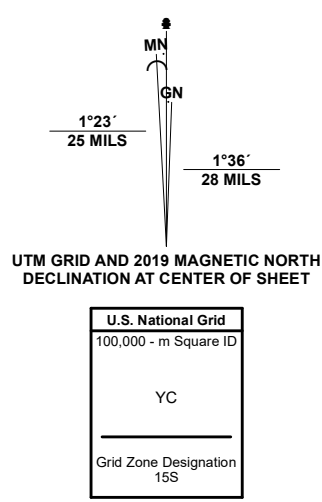 MN
GN
1°23´
25 MILS
1°36´
28 MILS
UTM GRID AND 2019 MAGNETIC NORTH
DECLINATION AT CENTER OF SHEET
U.S. National Grid
100,000 - m Square ID
YC
Grid Zone Designation
15S